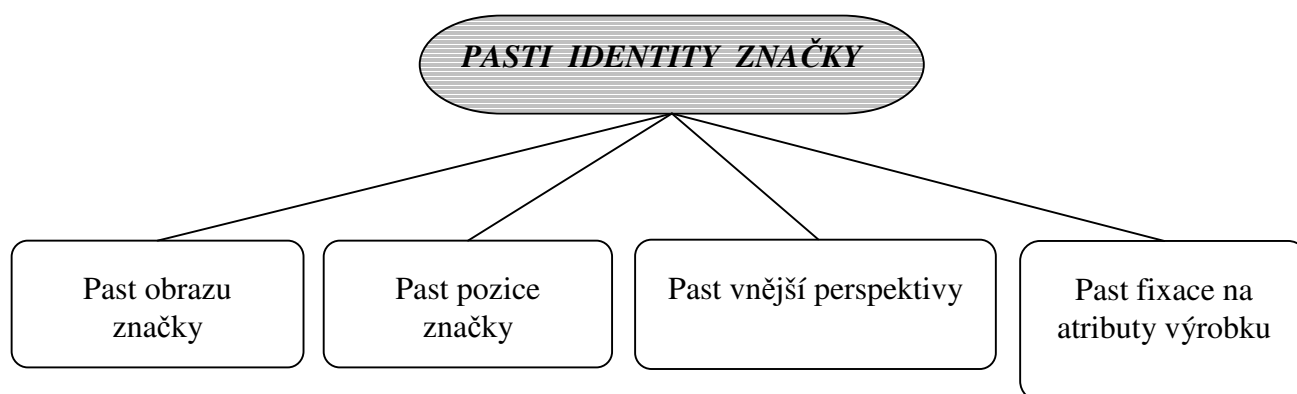 PASTI IDENTITY ZNAČKY
Past obrazu
značky
Past pozice
značky
Past vnější perspektivy
Past fixace na
atributy výrobku